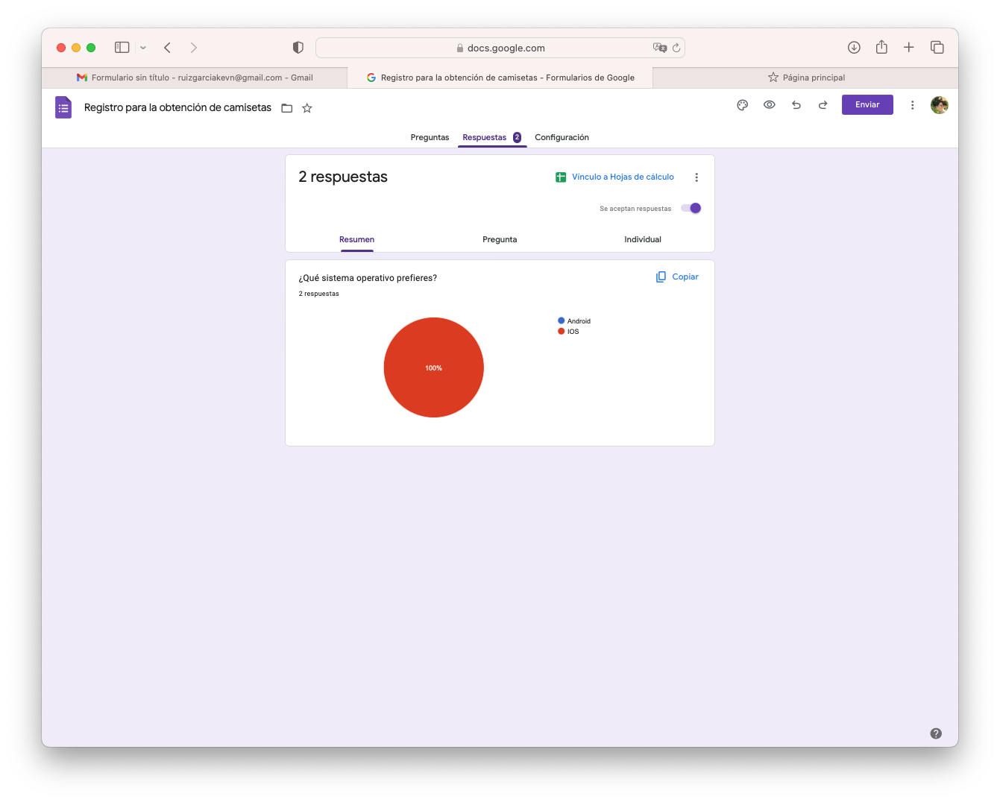 docs.google.com
Formulario sin título - ruizgarciakevn@gmail.com - Gmail
Registro para la obtención de camisetas - Formularios de Google
Página principal
Registro para la obtención de camisetas
Enviar
Preguntas
Respuestas 2
Configuración
2 respuestas
Vínculo a Hojas de cálculo
Se aceptan respuestas
Resumen
Pregunta
Individual
¿Qué sistema operativo prefieres?
Copiar
2 respuestas
Android
IOS
100%